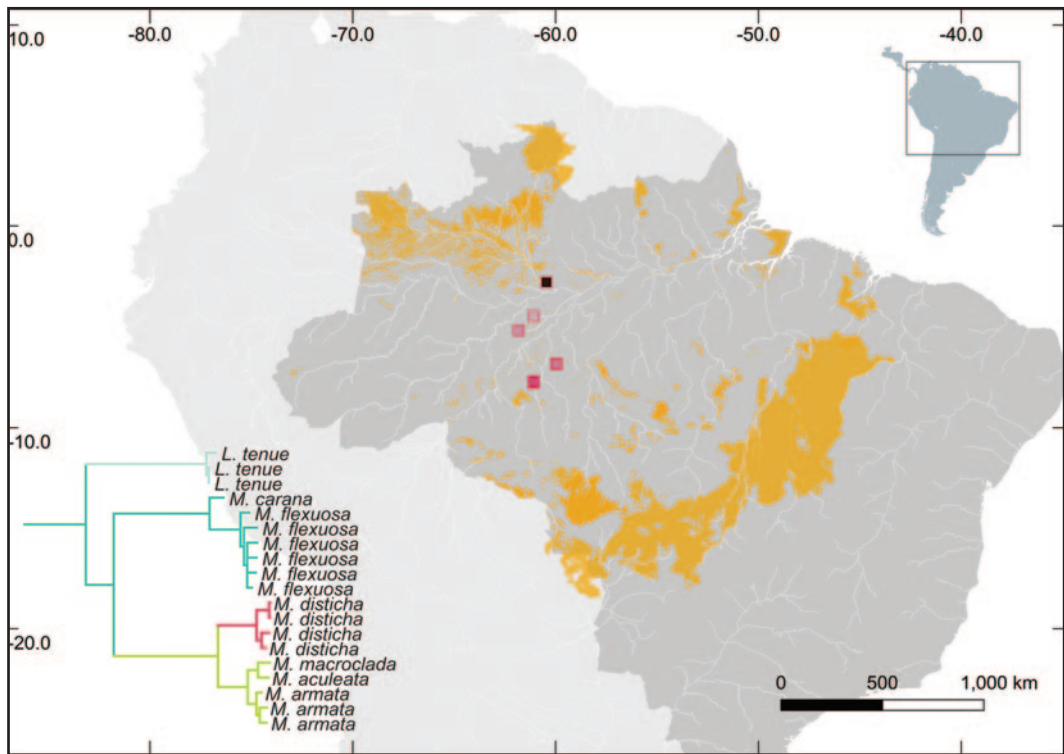 10.0
-80.0 -70.0 -60.0 -50.0 -40.0
0.0
-10.0
-20.0
L. tenue
L. tenue
L. tenue
M. carana
M. flexuosa
M. flexuosa
M. flexuosa
M. flexuosa
M. flexuosa
M. flexuosa
M. disticha
M. disticha
M. disticha
M. disticha
M. macroclada
M. aculeata
M. armata
M. armata
M. armata
0 500 1,000 km